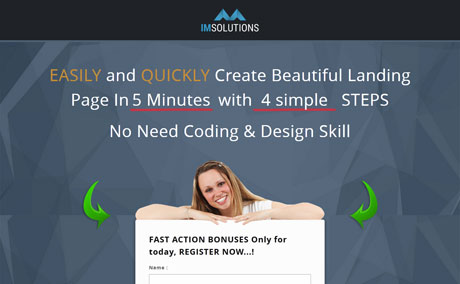 IMSOLUTIONS
EASILY and QUICKLY Create Beautiful Landing
Page In 5 Minutes with 4 simple STEPS
No Need Coding & Design Skill
FAST ACTION BONUSES Only for
today, REGISTER NOW...!
Name :